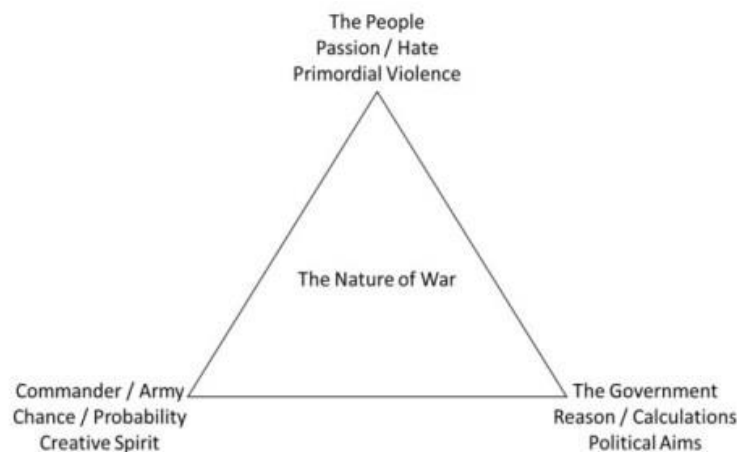 The People
Passion / Hate
Primordial Violence
The Nature of War
Commander / Army
Chance / Probability
Creative Spirit
The Government
Reason / Calculations
Political Aims